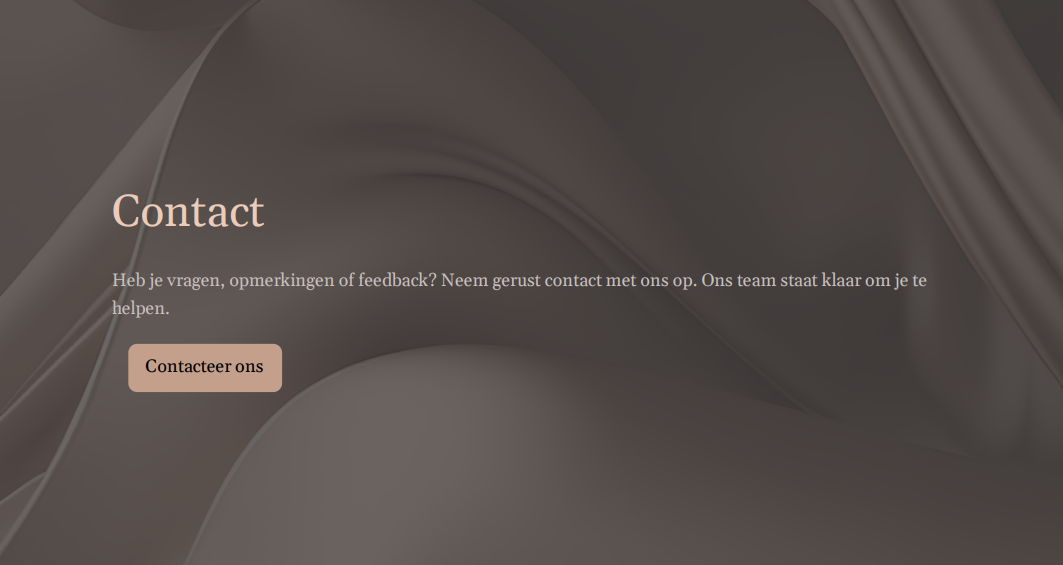 Contact
Heb je vragen, opmerkingen of feedback? Neem gerust contact met ons op. Ons team staat klaar om je te
helpen.
Contacteer ons